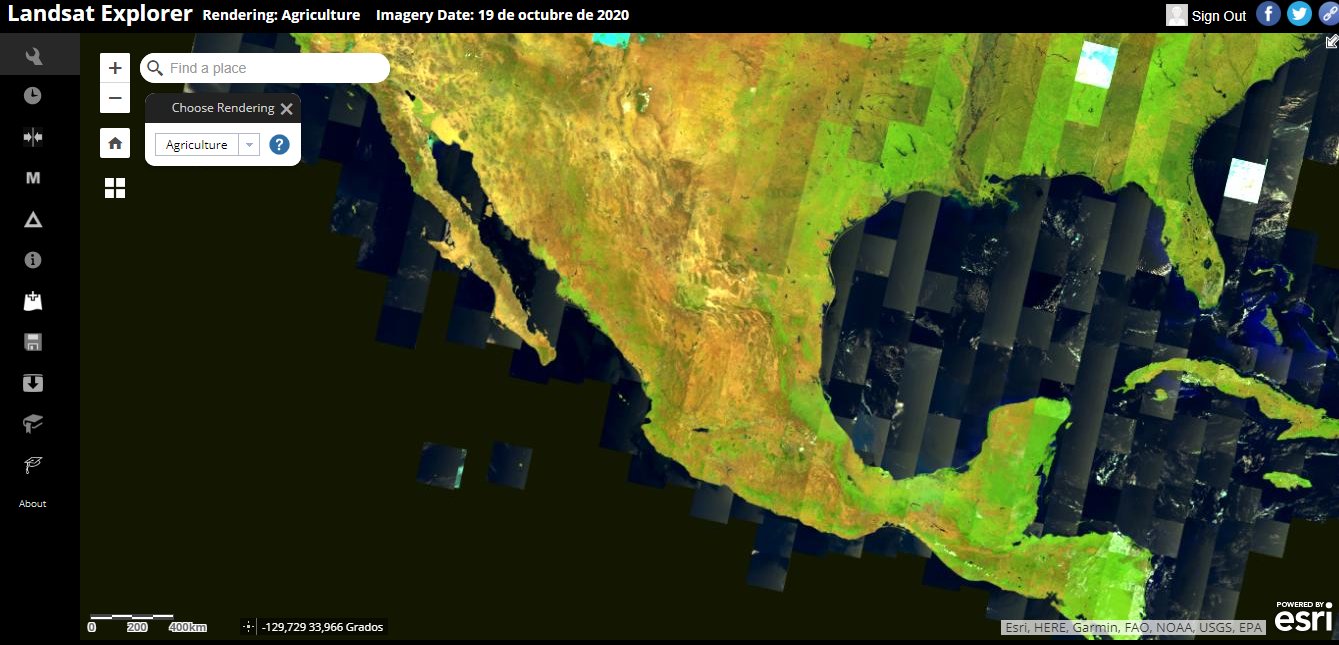 Landsat Explorer Rendering: Agriculture Imagery Date: 19 de octubre de 2020 Sign Out
+
Find a place
−
Choose Rendering
Agriculture ?
M
About
0 200 400km
-129,729 33,966 Grados
Esri, HERE, Garmin, FAO, NOAA, USGS, EPA
POWERED BY
esri